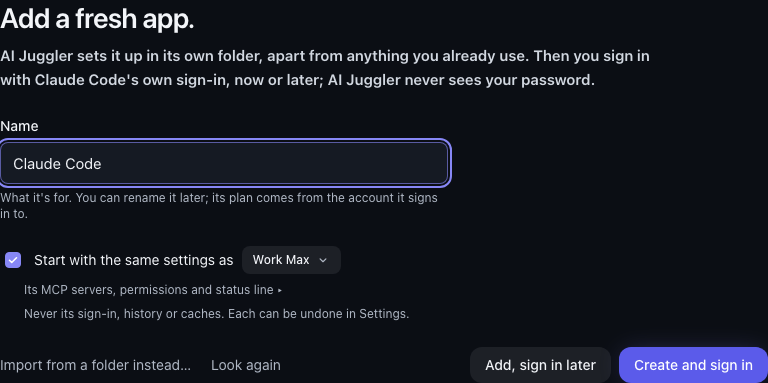 Add a fresh app.
AI Juggler sets it up in its own folder, apart from anything you already use. Then you sign in
with Claude Code's own sign-in, now or later; AI Juggler never sees your password.
Name
Claude Code
What it's for. You can rename it later; its plan comes from the account it signs
in to.
Start with the same settings as Work Max
Its MCP servers, permissions and status line ▸
Never its sign-in, history or caches. Each can be undone in Settings.
Import from a folder instead... Look again Add, sign in later Create and sign in